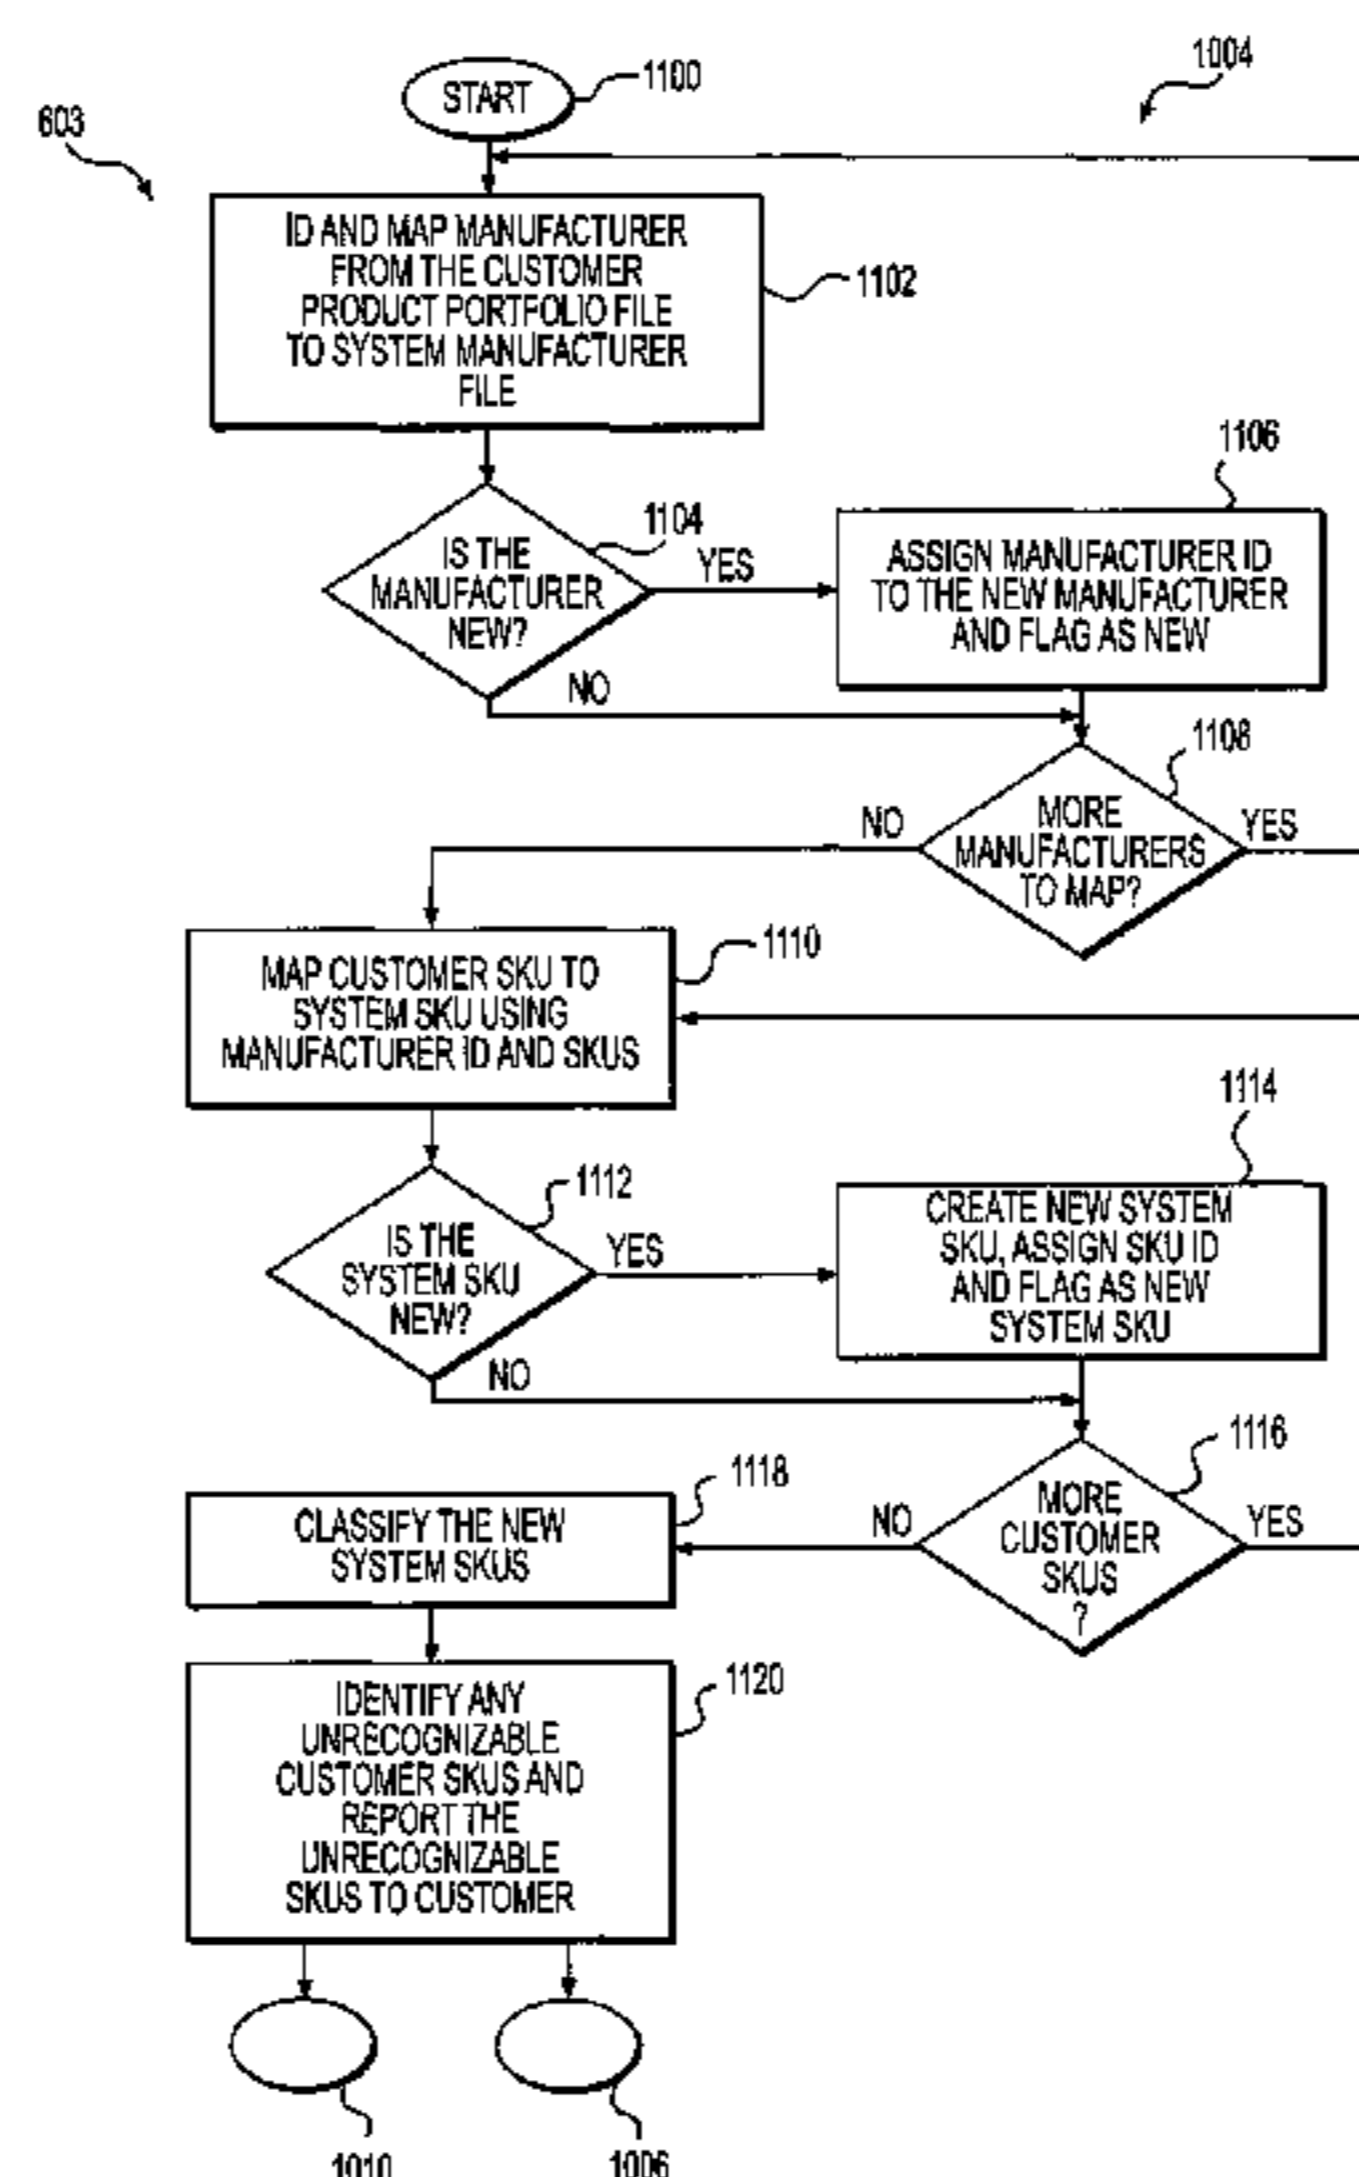 1004
START
1100
603
ID AND MAP MANUFACTURER
FROM THE CUSTOMER
PRODUCT PORTFOLIO FILE
TO SYSTEM MANUFACTURER
FILE
1102
1106
1104
IS THE
MANUFACTURER
NEW?
YES
NO
ASSIGN MANUFACTURER ID
TO THE NEW MANUFACTURER
AND FLAG AS NEW
1108
MORE
MANUFACTURERS
TO MAP?
NO
YES
1110
MAP CUSTOMER SKU TO
SYSTEM SKU USING
MANUFACTURER ID AND SKUS
1114
1112
IS THE
SYSTEM SKU
NEW?
YES
NO
CREATE NEW SYSTEM
SKU, ASSIGN SKU ID
AND FLAG AS NEW
SYSTEM SKU
1116
MORE
CUSTOMER
SKUS
?
NO
YES
1118
CLASSIFY THE NEW
SYSTEM SKUS
1120
IDENTIFY ANY
UNRECOGNIZABLE
CUSTOMER SKUS AND
REPORT THE
UNRECOGNIZABLE
SKUS TO CUSTOMER
1010
1006